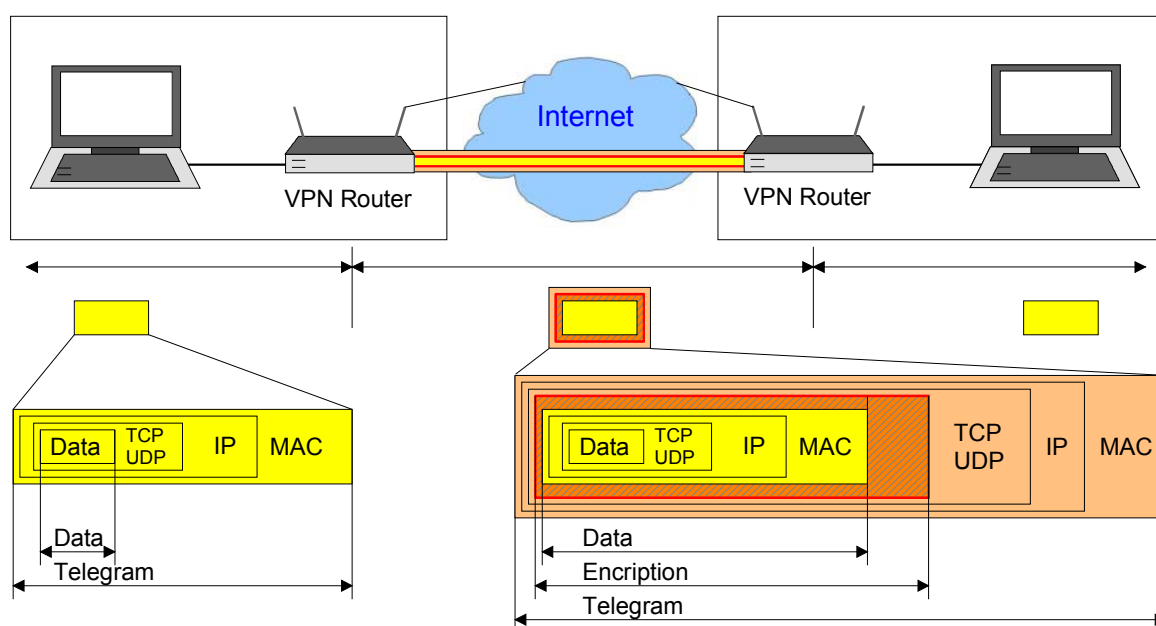 Internet
VPN Router
VPN Router
Data
TCP
UDP
IP
MAC
Data
TCP
UDP
IP
MAC
TCP
UDP
IP
MAC
Data
Telegram
Data
Encription
Telegram